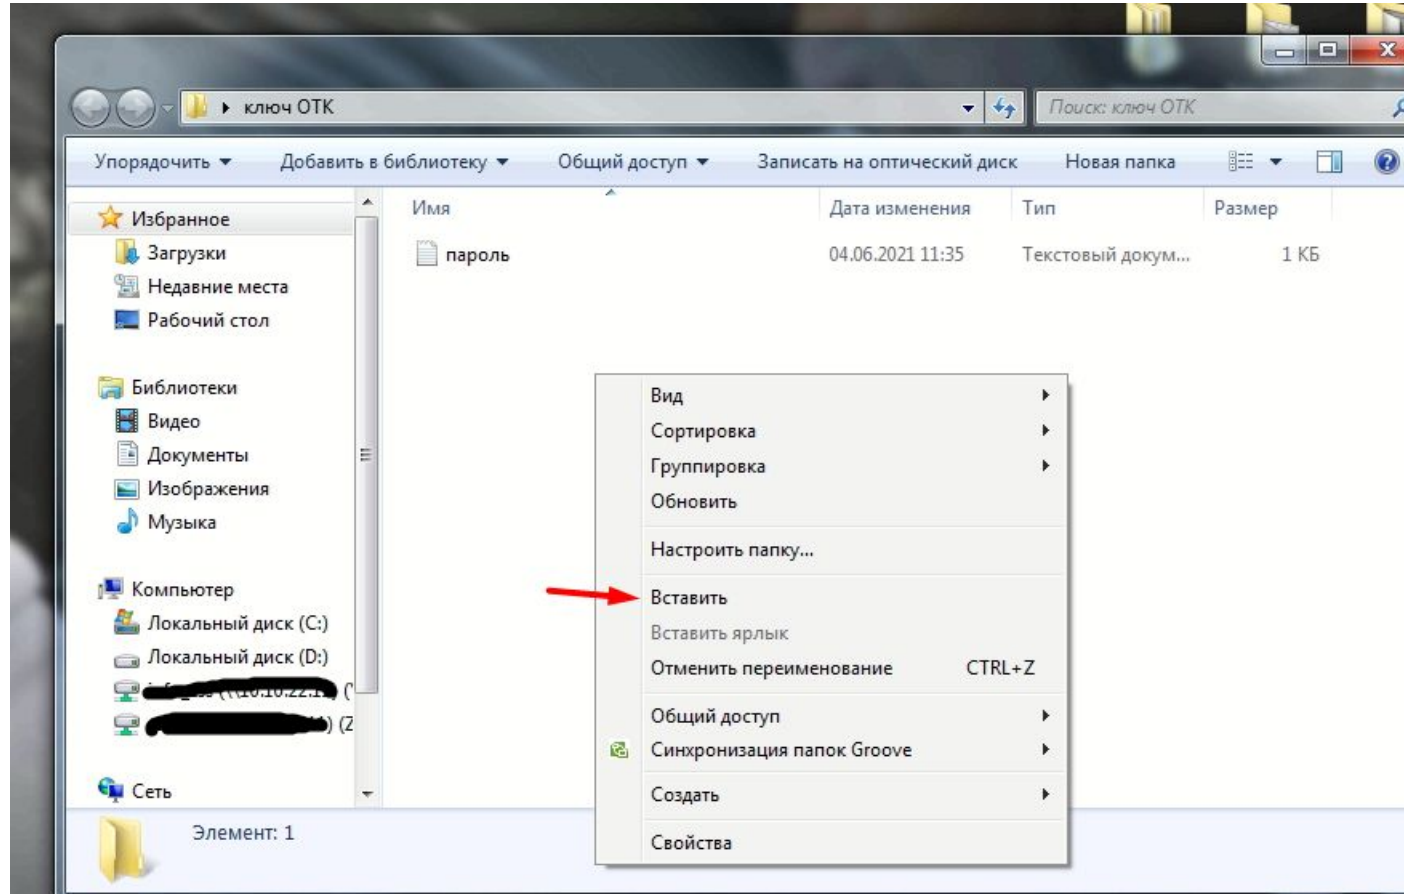 ключ ОТК
Поиск: ключ ОТК
Упорядочить Добавить в библиотеку Общий доступ Записать на оптический диск Новая папка
Избранное
Загрузки
Недавние места
Рабочий стол
Библиотеки
Видео
Документы
Изображения
Музыка
Компьютер
Локальный диск (C:)
Локальный диск (D:)
(Z
Сеть
Имя Дата изменения Тип Размер
пароль 04.06.2021 11:35 Текстовый докум... 1 КБ
Вид
Сортировка
Группировка
Обновить
Настроить папку...
Вставить
Вставить ярлык
Отменить переименование CTRL+Z
Общий доступ
Синхронизация папок Groove
Создать
Свойства
Элемент: 1